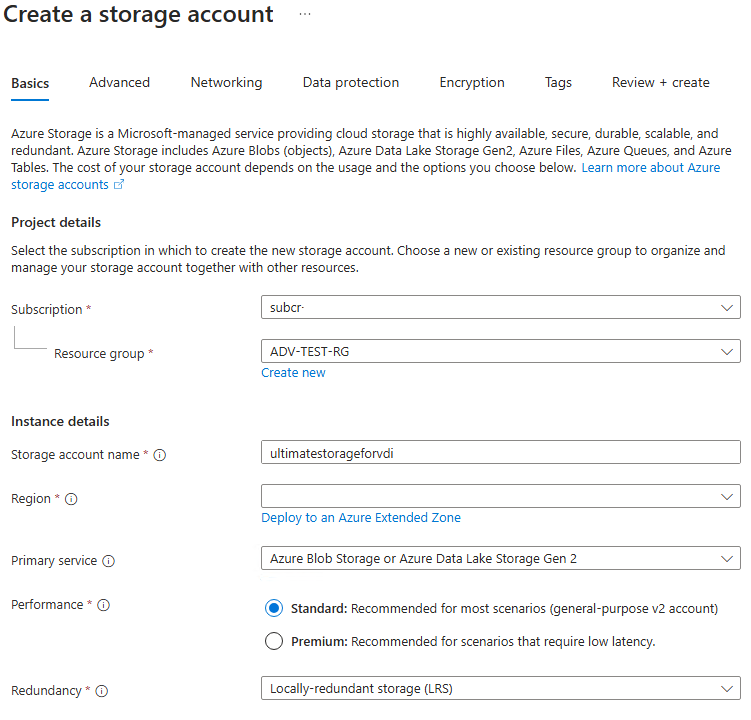 Create a storage account ...
Basics Advanced Networking Data protection Encryption Tags Review + create
Azure Storage is a Microsoft-managed service providing cloud storage that is highly available, secure, durable, scalable, and
redundant. Azure Storage includes Azure Blobs (objects), Azure Data Lake Storage Gen2, Azure Files, Azure Queues, and Azure
Tables. The cost of your storage account depends on the usage and the options you choose below. Learn more about Azure
storage accounts
Project details
Select the subscription in which to create the new storage account. Choose a new or existing resource group to organize and
manage your storage account together with other resources.
Subscription * subcr
Resource group * ADV-TEST-RG
Create new
Instance details
Storage account name * ultimatestorageforvdi
Region *
Deploy to an Azure Extended Zone
Primary service Azure Blob Storage or Azure Data Lake Storage Gen 2
Performance * Standard: Recommended for most scenarios (general-purpose v2 account)
Premium: Recommended for scenarios that require low latency.
Redundancy * Locally-redundant storage (LRS)